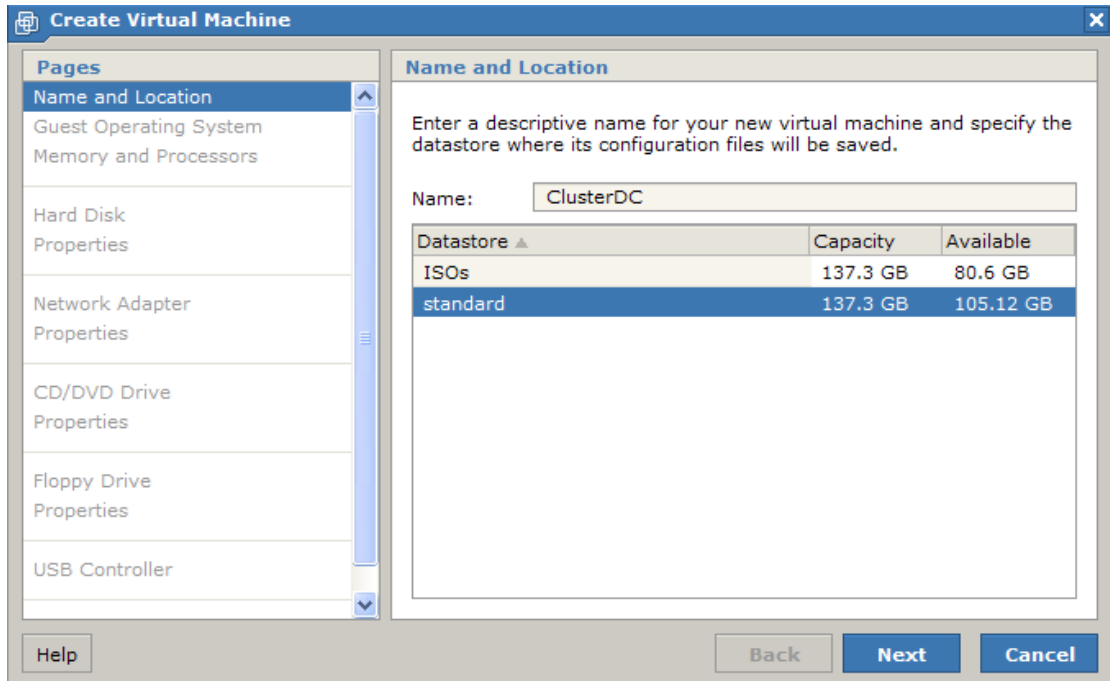 Create Virtual Machine
Pages
Name and Location
Guest Operating System
Memory and Processors
Hard Disk
Properties
Network Adapter
Properties
CD/DVD Drive
Properties
Floppy Drive
Properties
USB Controller
Name and Location
Enter a descriptive name for your new virtual machine and specify the
datastore where its configuration files will be saved.
Name: ClusterDC
Datastore Capacity Available
ISOs 137.3 GB 80.6 GB
standard 137.3 GB 105.12 GB
Help Back Next Cancel